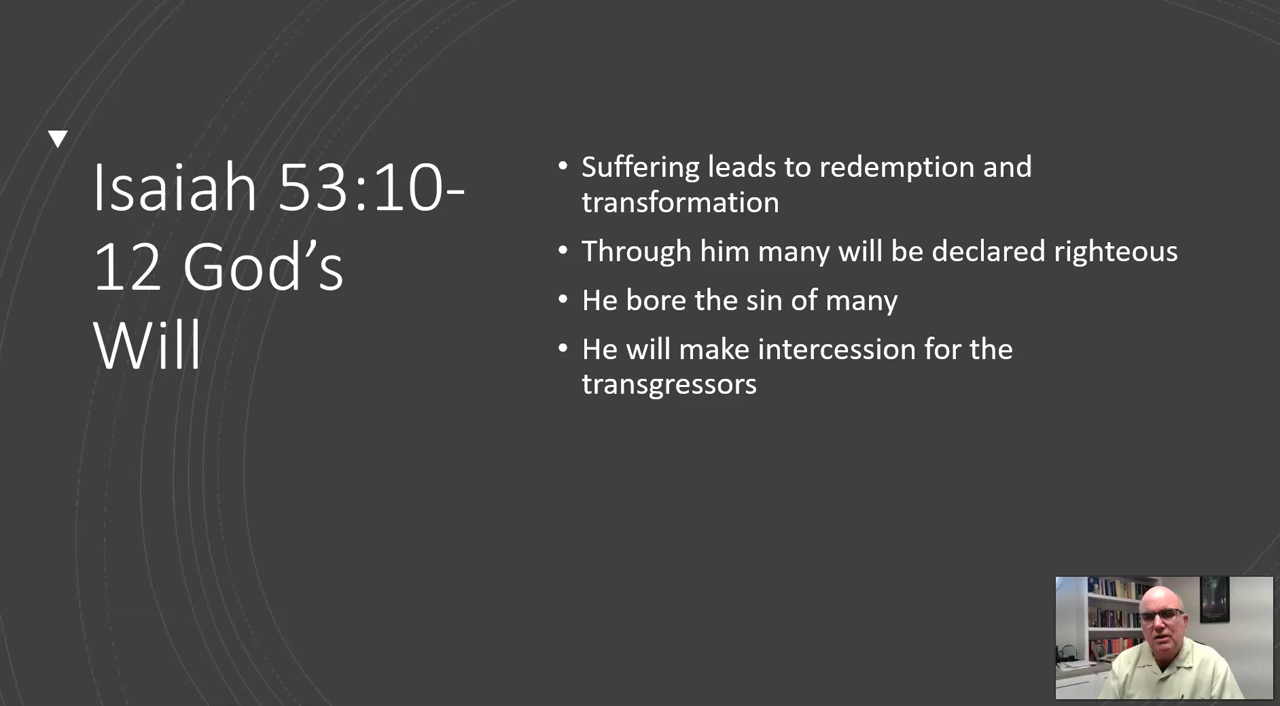 Isaiah 53:10-
12 God’s
Will
• Suffering leads to redemption and
transformation
• Through him many will be declared righteous
• He bore the sin of many
• He will make intercession for the
transgressors